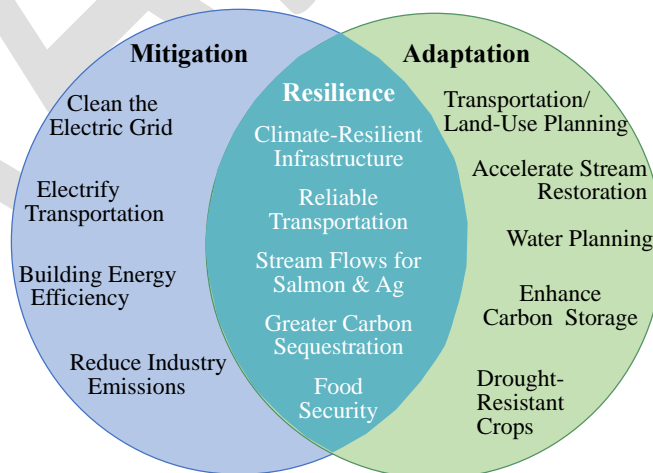 Mitigation
Clean the
Electric Grid
Electrify
Transportation
Building Energy
Efficiency
Reduce Industry
Emissions
Resilience
Climate-Resilient
Infrastructure
Reliable
Transportation
Stream Flows for
Salmon & Ag
Greater Carbon
Sequestration
Food
Security
Adaptation
Transportation/
Land-Use Planning
Accelerate Stream
Restoration
Water Planning
Enhance
Carbon Storage
Drought-
Resistant
Crops